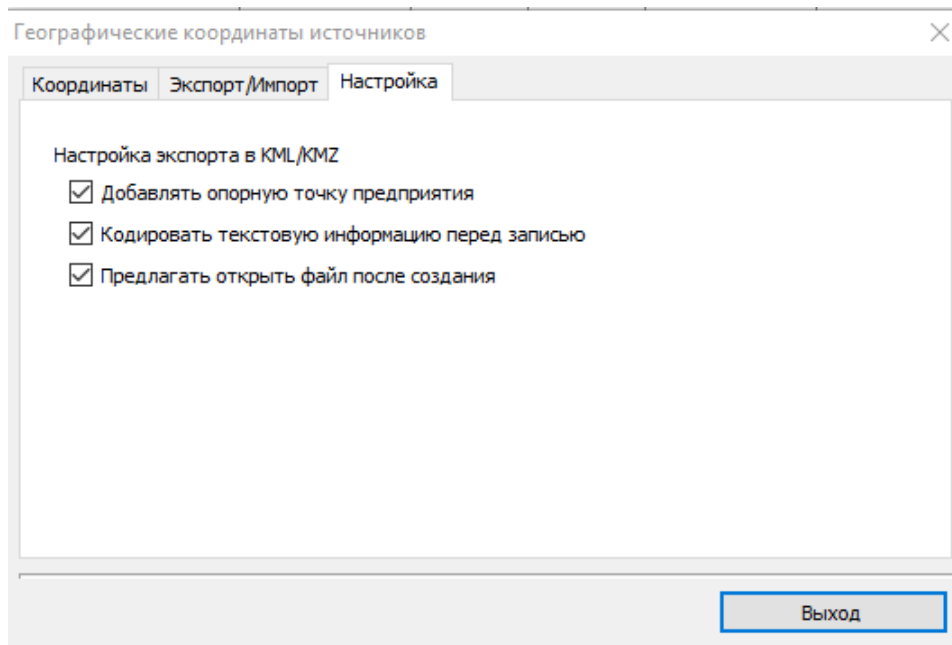 Географические координаты источников
Координаты Экспорт/Импорт Настройка
Настройка экспорта в KML/KMZ
Добавлять опорную точку предприятия
Кодировать текстовую информацию перед записью
Предлагать открыть файл после создания
Выход